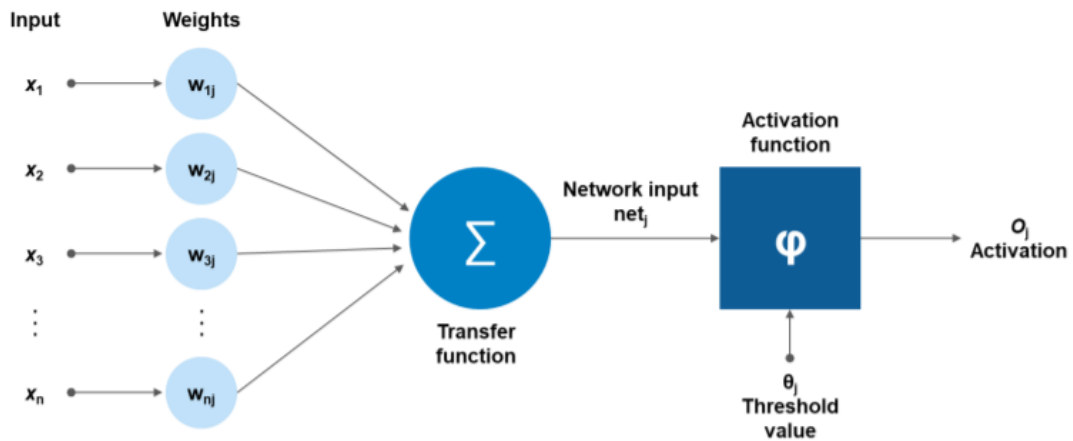 Input
Weights
x₁
w₁ⱼ
x₂
w₂ⱼ
x₃
w₃ⱼ
⋮
⋮
xₙ
wₙⱼ
Σ
Transfer
function
Network input
netⱼ
Activation
function
φ
θⱼ
Threshold
value
Oⱼ
Activation